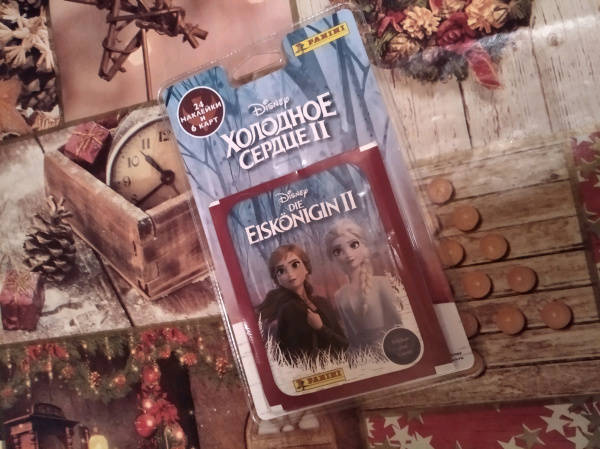 PANINI
24
НАКЛЕЙКИ И
6 КАРТ
Disney
ХОЛОДНОЕ
СЕРДЦЕ II
Disney
DIE
EISKÖNIGIN II
PANINI